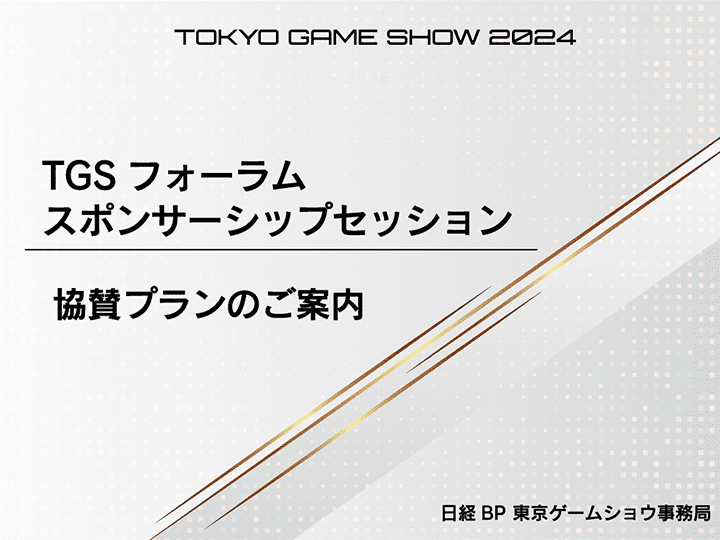 TOKYO GAME SHOW 2024
TGS フォーラム
スポンサーシップセッション
協賛プランのご案内
日経 BP 東京ゲームショウ事務局